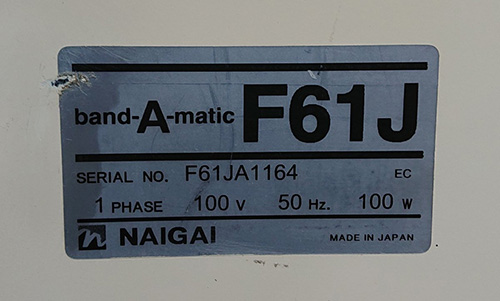 band-A-matic F61J
SERIAL NO. F61JA1164 EC
1 PHASE 100 V 50 Hz. 100 W
n NAIGAI MADE IN JAPAN